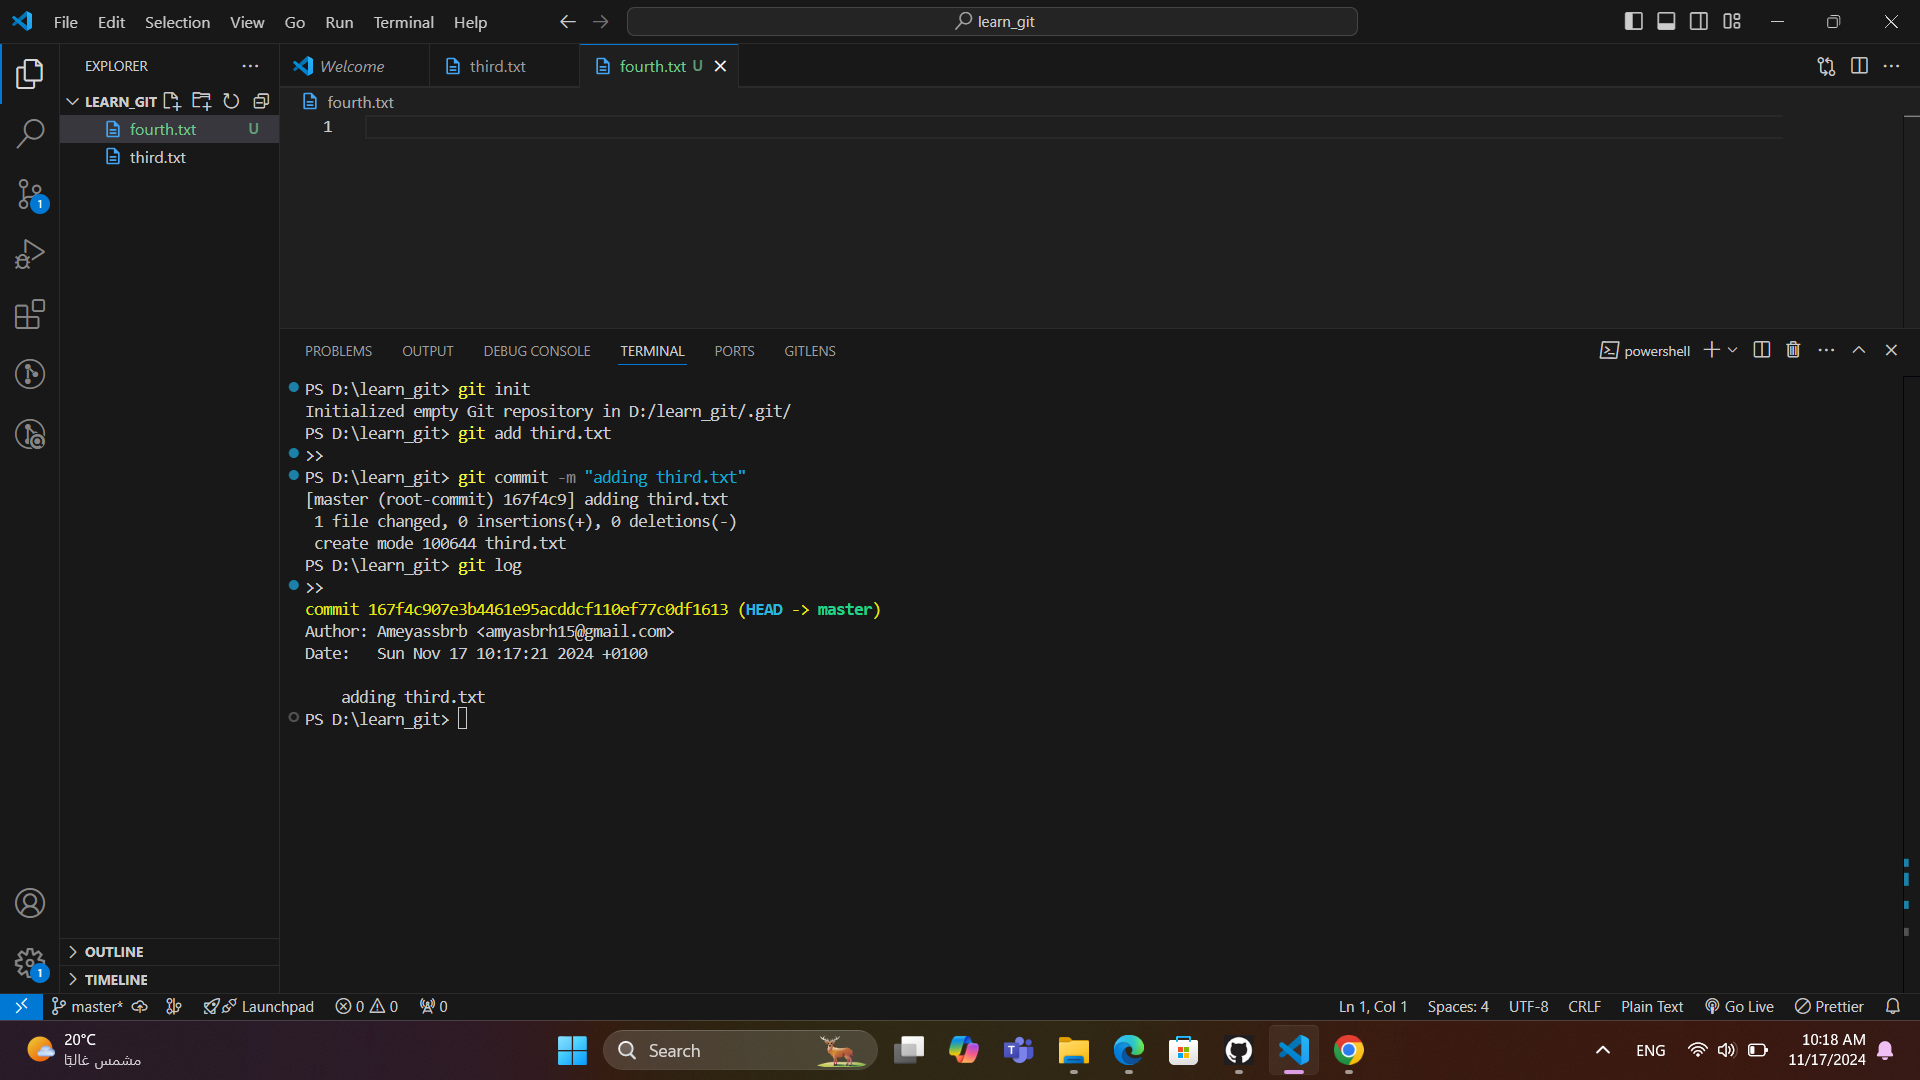 File Edit Selection View Go Run Terminal Help
learn_git
EXPLORER
Welcome
third.txt
fourth.txt U
LEARN_GIT
fourth.txt U
third.txt
1
1
OUTLINE
TIMELINE
fourth.txt
1
PROBLEMS OUTPUT DEBUG CONSOLE TERMINAL PORTS GITLENS
powershell
PS D:\learn_git> git init
Initialized empty Git repository in D:/learn_git/.git/
PS D:\learn_git> git add third.txt
>>
PS D:\learn_git> git commit -m "adding third.txt"
[master (root-commit) 167f4c9] adding third.txt
1 file changed, 0 insertions(+), 0 deletions(-)
create mode 100644 third.txt
PS D:\learn_git> git log
>>
commit 167f4c907e3b4461e95acddcf110ef77c0df1613 (HEAD -> master)
Author: Ameyassbrb <amyasbrh15@gmail.com>
Date:   Sun Nov 17 10:17:21 2024 +0100
adding third.txt
PS D:\learn_git>
master* Launchpad 0 0 0
Ln 1, Col 1 Spaces: 4 UTF-8 CRLF Plain Text Go Live Prettier
20°C
مشمس غالبًا
Search
ENG
10:18 AM
11/17/2024